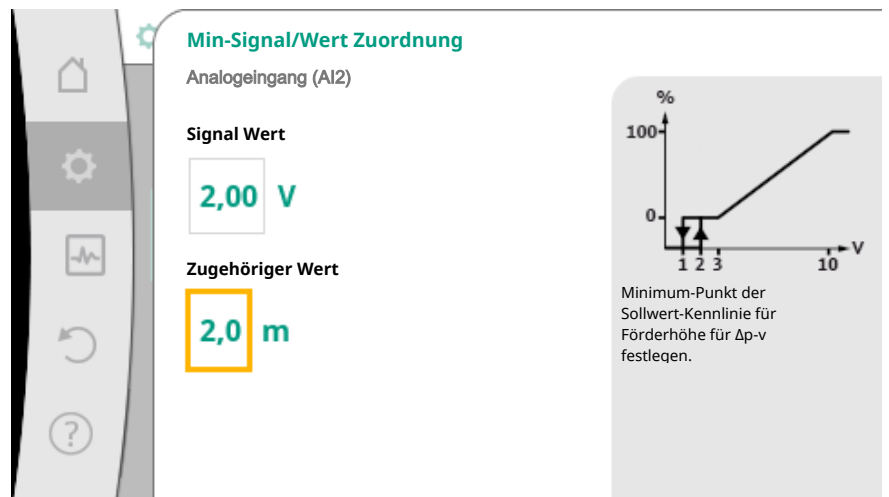 Min-Signal/Wert Zuordnung
Analogeingang (AI2)
Signal Wert
2,00 V
Zugehöriger Wert
2,0 m
%
100
0
1 2 3 10 V
Minimum-Punkt der
Sollwert-Kennlinie für
Förderhöhe für Δp-v
festlegen.
?